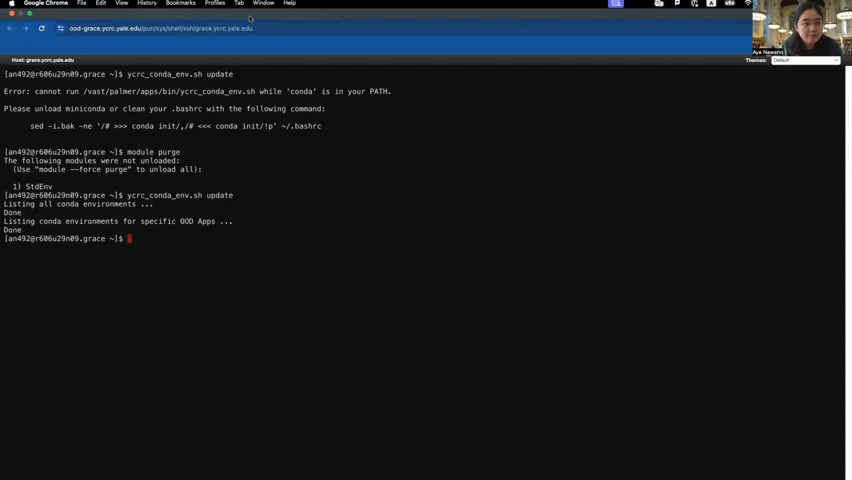 Google Chrome File Edit View History Bookmarks Profiles Tab Window Help
ood-grace.ycrc.yale.edu/pun/sys/shell/ssh/grace.ycrc.yale.edu
Host: grace.ycrc.yale.edu
Themes: Default
Aya Nawano
[an492@r606u29n09.grace ~]$ ycrc_conda_env.sh update
Error: cannot run /vast/palmer/apps/bin/ycrc_conda_env.sh while 'conda' is in your PATH.
Please unload miniconda or clean your .bashrc with the following command:
sed -i.bak -ne '/# >>> conda init/,/# <<< conda init/!p' ~/.bashrc
[an492@r606u29n09.grace ~]$ module purge
The following modules were not unloaded:
(Use "module --force purge" to unload all):
1) StdEnv
[an492@r606u29n09.grace ~]$ ycrc_conda_env.sh update
Listing all conda environments ...
Done
Listing conda environments for specific OOD Apps ...
Done
[an492@r606u29n09.grace ~]$